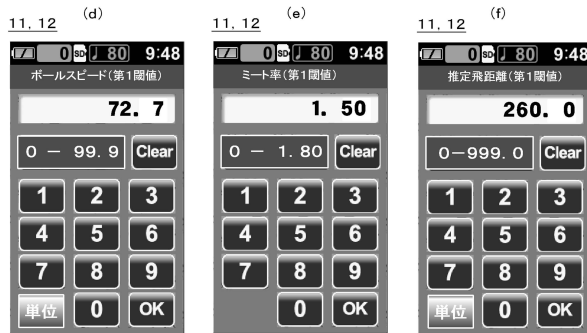 (d)
11, 12
0 SD ♩ 80 9:48
ボールスピード(第1閾値)
72. 7
0 － 99. 9 Clear
1 2 3
4 5 6
7 8 9
単位 0 OK
(e)
11, 12
0 SD ♩ 80 9:48
ミート率(第1閾値)
1. 50
0 － 1. 80 Clear
1 2 3
4 5 6
7 8 9
0 OK
(f)
11, 12
0 SD ♩ 80 9:48
推定飛距離(第1閾値)
260. 0
0－999. 0 Clear
1 2 3
4 5 6
7 8 9
単位 0 OK